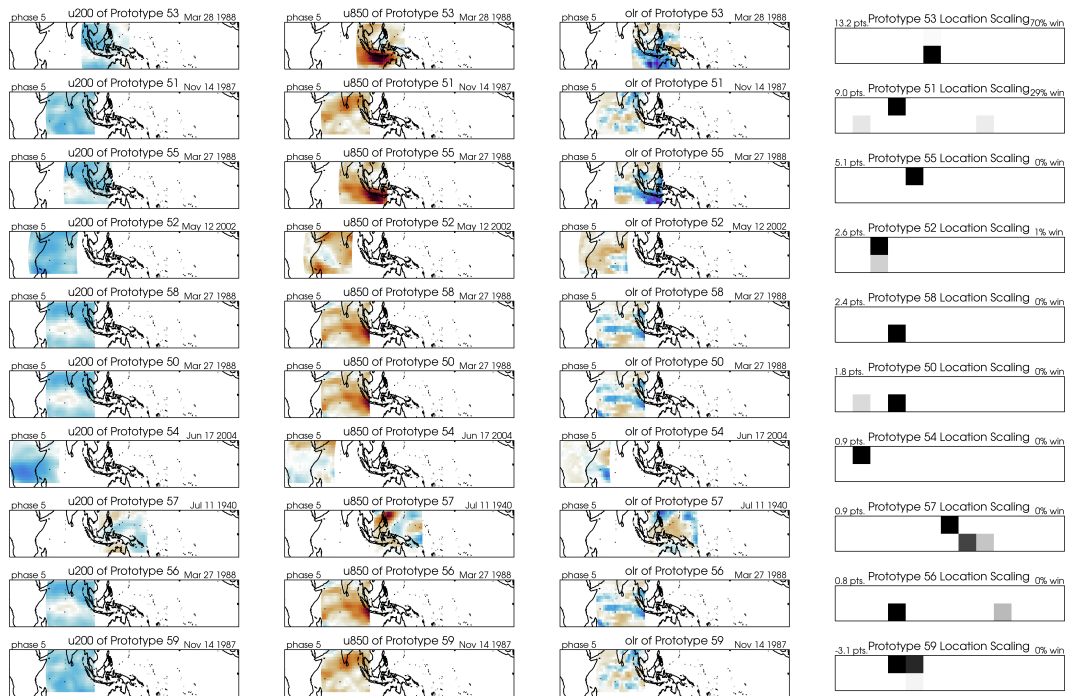 phase 5 u200 of Prototype 53 Mar 28 1988 phase 5 u850 of Prototype 53 Mar 28 1988 phase 5 olr of Prototype 53 Mar 28 1988 13.2 pts. Prototype 53 Location Scaling 70% win
phase 5 u200 of Prototype 51 Nov 14 1987 phase 5 u850 of Prototype 51 Nov 14 1987 phase 5 olr of Prototype 51 Nov 14 1987 9.0 pts. Prototype 51 Location Scaling 29% win
phase 5 u200 of Prototype 55 Mar 27 1988 phase 5 u850 of Prototype 55 Mar 27 1988 phase 5 olr of Prototype 55 Mar 27 1988 5.1 pts. Prototype 55 Location Scaling 0% win
phase 5 u200 of Prototype 52 May 12 2002 phase 5 u850 of Prototype 52 May 12 2002 phase 5 olr of Prototype 52 May 12 2002 2.6 pts. Prototype 52 Location Scaling 1% win
phase 5 u200 of Prototype 58 Mar 27 1988 phase 5 u850 of Prototype 58 Mar 27 1988 phase 5 olr of Prototype 58 Mar 27 1988 2.4 pts. Prototype 58 Location Scaling 0% win
phase 5 u200 of Prototype 50 Mar 27 1988 phase 5 u850 of Prototype 50 Mar 27 1988 phase 5 olr of Prototype 50 Mar 27 1988 1.8 pts. Prototype 50 Location Scaling 0% win
phase 5 u200 of Prototype 54 Jun 17 2004 phase 5 u850 of Prototype 54 Jun 17 2004 phase 5 olr of Prototype 54 Jun 17 2004 0.9 pts. Prototype 54 Location Scaling 0% win
phase 5 u200 of Prototype 57 Jul 11 1940 phase 5 u850 of Prototype 57 Jul 11 1940 phase 5 olr of Prototype 57 Jul 11 1940 0.9 pts. Prototype 57 Location Scaling 0% win
phase 5 u200 of Prototype 56 Mar 27 1988 phase 5 u850 of Prototype 56 Mar 27 1988 phase 5 olr of Prototype 56 Mar 27 1988 0.8 pts. Prototype 56 Location Scaling 0% win
phase 5 u200 of Prototype 59 Nov 14 1987 phase 5 u850 of Prototype 59 Nov 14 1987 phase 5 olr of Prototype 59 Nov 14 1987 -3.1 pts. Prototype 59 Location Scaling 0% win